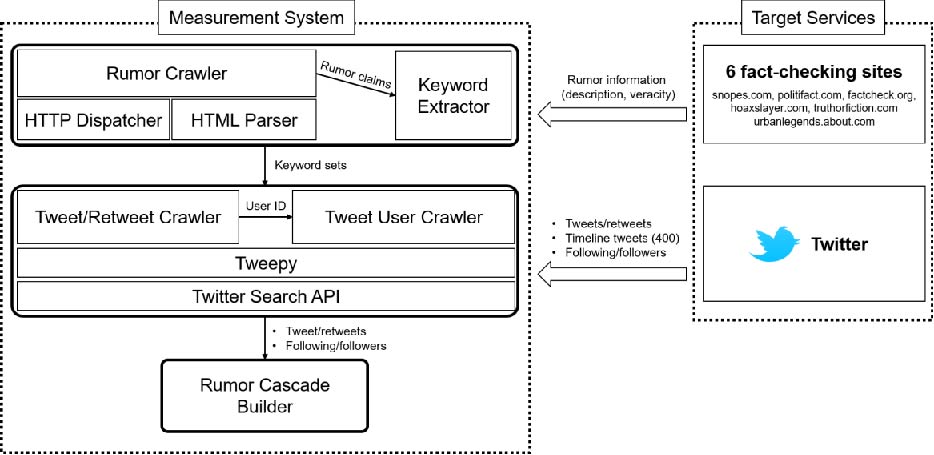 Measurement System
Target Services
Rumor Crawler
Rumor claims
Keyword
Extractor
HTTP Dispatcher
HTML Parser
Rumor information
(description, veracity)
6 fact-checking sites
snopes.com, politifact.com, factcheck.org,
hoaxslayer.com, truthorfiction.com
urbanlegends.about.com
Keyword sets
Tweet/Retweet Crawler
User ID
Tweet User Crawler
Tweepy
Twitter Search API
• Tweets/retweets
• Timeline tweets (400)
• Following/followers
Twitter
• Tweet/retweets
• Following/followers
Rumor Cascade
Builder